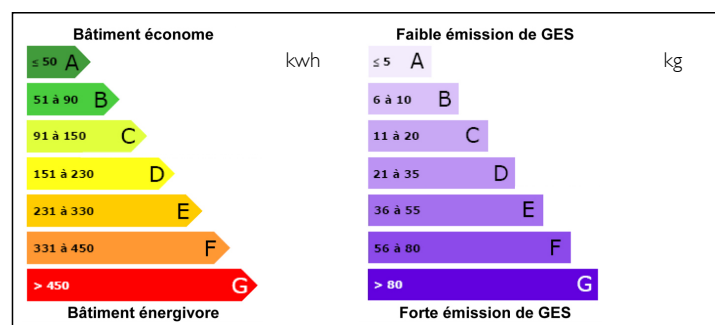 Bâtiment économe
kwh
≤ 50 A
51 à 90 B
91 à 150 C
151 à 230 D
231 à 330 E
331 à 450 F
> 450 G
Bâtiment énergivore
Faible émission de GES
kg
≤ 5 A
6 à 10 B
11 à 20 C
21 à 35 D
36 à 55 E
56 à 80 F
> 80 G
Forte émission de GES